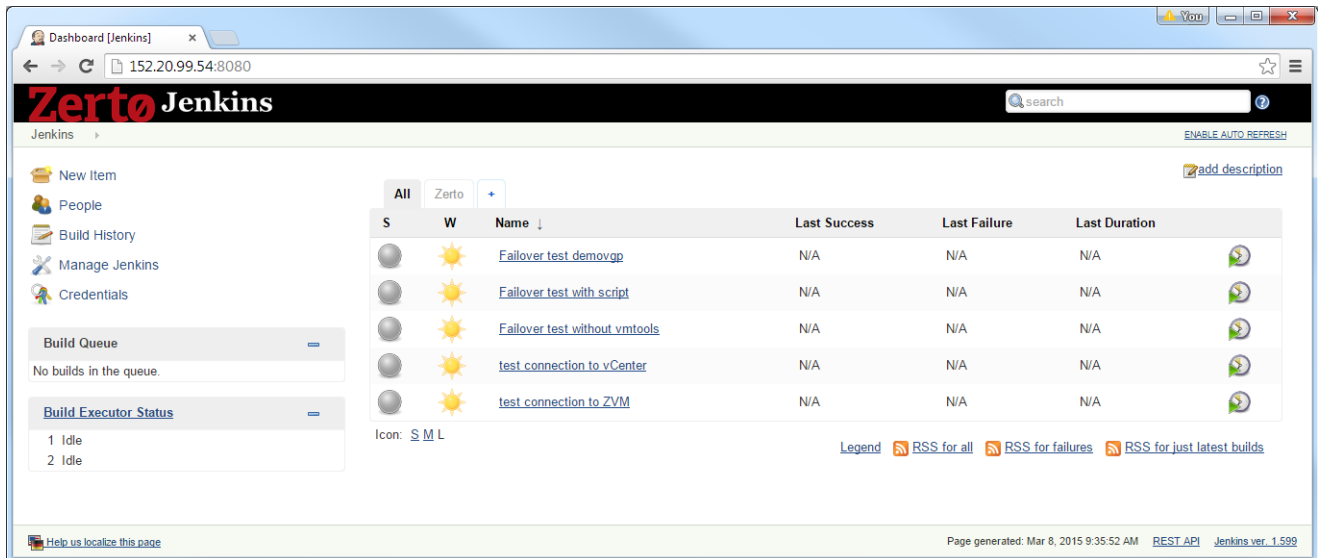 You
Dashboard [Jenkins]
152.20.99.54:8080
Zerto Jenkins
search
Jenkins
ENABLE AUTO REFRESH
add description
New Item
People
Build History
Manage Jenkins
Credentials
Build Queue
No builds in the queue.
Build Executor Status
1 Idle
2 Idle
All Zerto +
S W Name ↓ Last Success Last Failure Last Duration
Failover test demovgp N/A N/A N/A
Failover test with script N/A N/A N/A
Failover test without vmtools N/A N/A N/A
test connection to vCenter N/A N/A N/A
test connection to ZVM N/A N/A N/A
Icon: S M L
Legend RSS for all RSS for failures RSS for just latest builds
Help us localize this page
Page generated: Mar 8, 2015 9:35:52 AM REST API Jenkins ver. 1.599